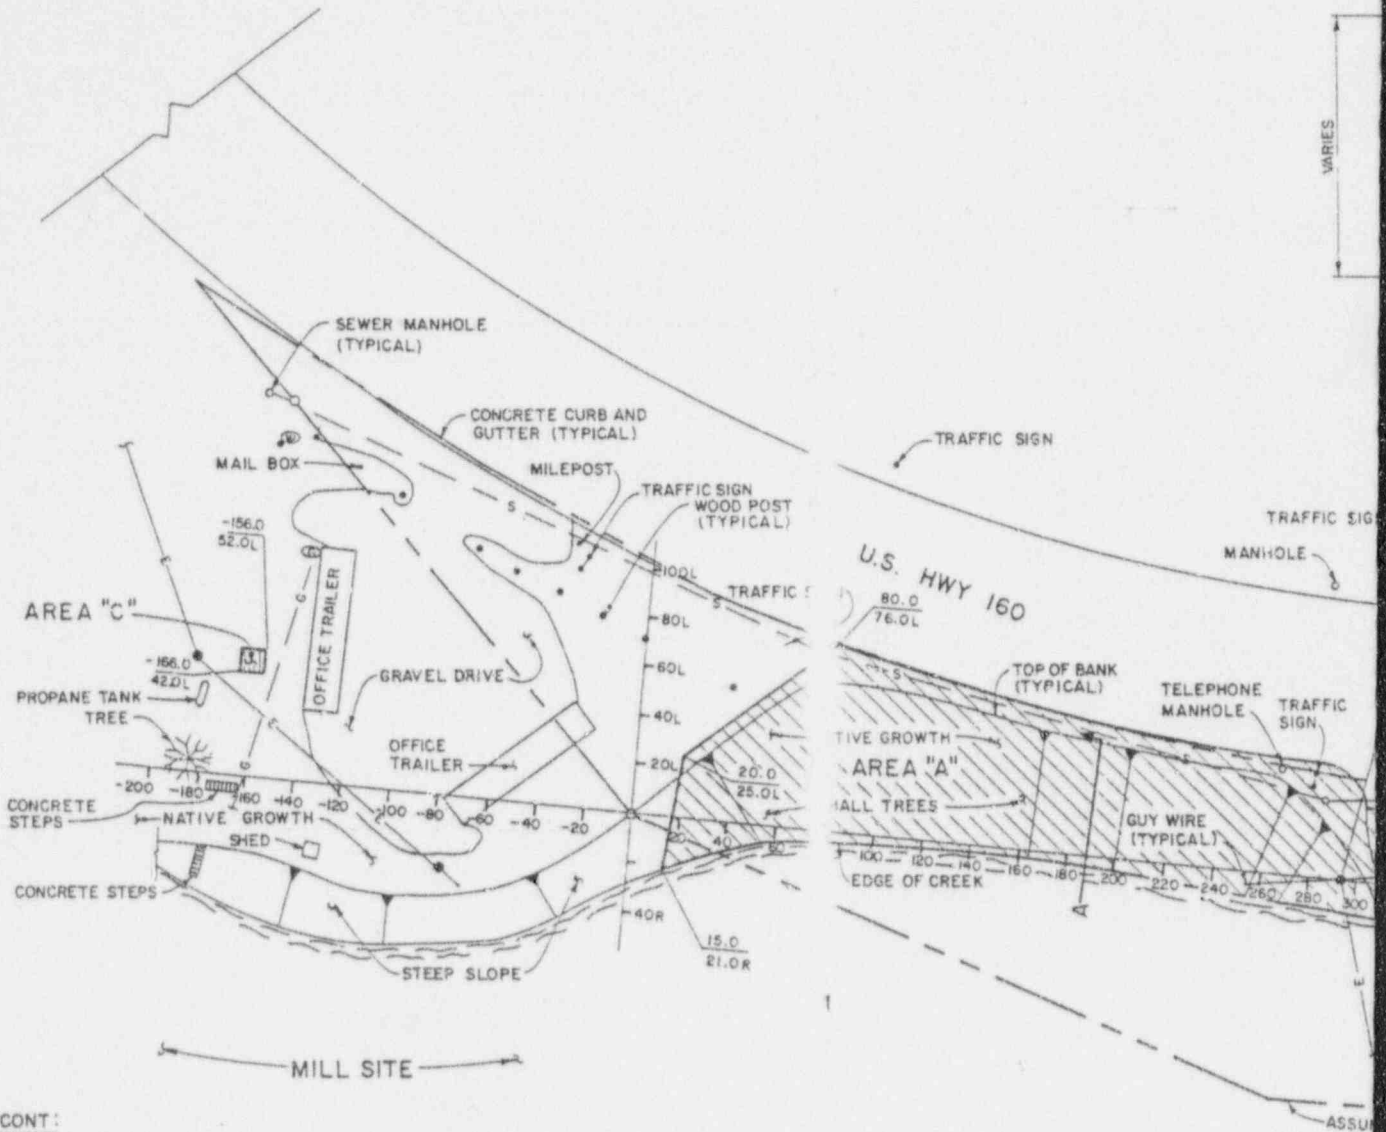 VARIES
SEWER MANHOLE
(TYPICAL)
CONCRETE CURB AND
GUTTER (TYPICAL)
MAIL BOX
MILEPOST
TRAFFIC SIGN
WOOD POST
(TYPICAL)
TRAFFIC SIGN
TRAFFIC SIG
MANHOLE
U.S. HWY 160
-156.0
52.0L
AREA "C"
OFFICE TRAILER
-166.0
42.0L
PROPANE TANK
TREE
GRAVEL DRIVE
OFFICE
TRAILER
100L
80L
60L
40L
20L
40R
TRAFFIC S
80.0
76.0L
TOP OF BANK
(TYPICAL)
TELEPHONE
MANHOLE
TRAFFIC
SIGN
TIVE GROWTH
AREA "A"
20.0
25.0L
ALL TREES
GUY WIRE
(TYPICAL)
-200 -180 -160 -140 -120 -100 -80 -60 -40 -20 20 40 60 100 120 140 160 180 200 220 240 260 280 300
CONCRETE
STEPS
NATIVE GROWTH
SHED
CONCRETE STEPS
EDGE OF CREEK
A
15.0
21.0R
STEEP SLOPE
S
S
S
S
G
G
E
E
E
MILL SITE
CONT:
ASSU